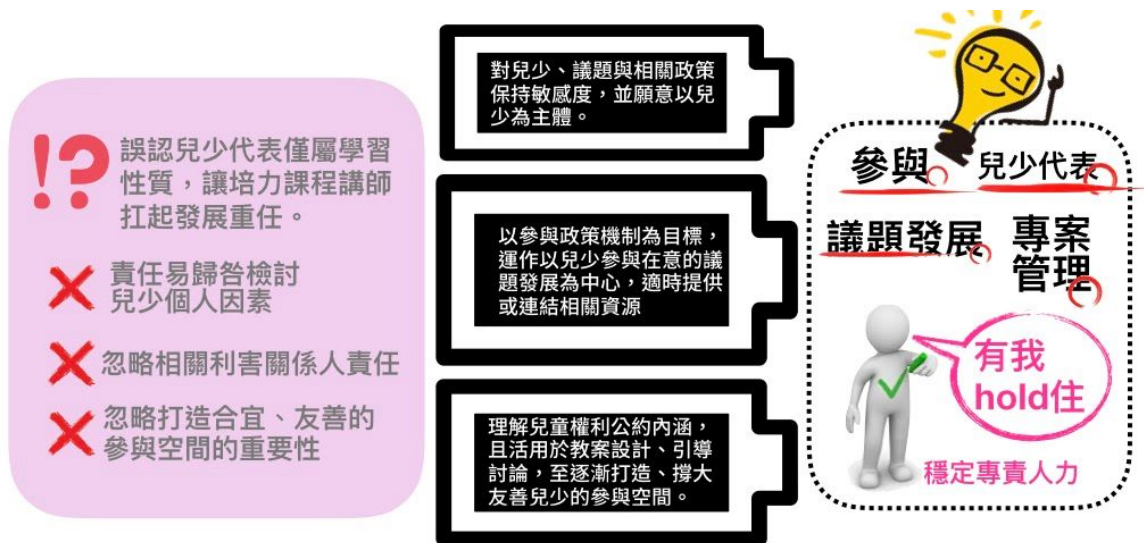 !?
誤認兒少代表僅屬學習
性質，讓培力課程講師
扛起發展重任。
責任易歸咎檢討
兒少個人因素
忽略相關利害關係人責任
忽略打造合宜、友善的
參與空間的重要性
對兒少、議題與相關政策
保持敏感度，並願意以兒
少為主體。
以參與政策機制為目標，
運作以兒少參與在意的議
題發展為中心，適時提供
或連結相關資源
理解兒童權利公約內涵，
且活用於教案設計、引導
討論，至逐漸打造、撐大
友善兒少的參與空間。
參與
兒少代表
議題發展
專案
管理
有我
hold住
穩定專責人力